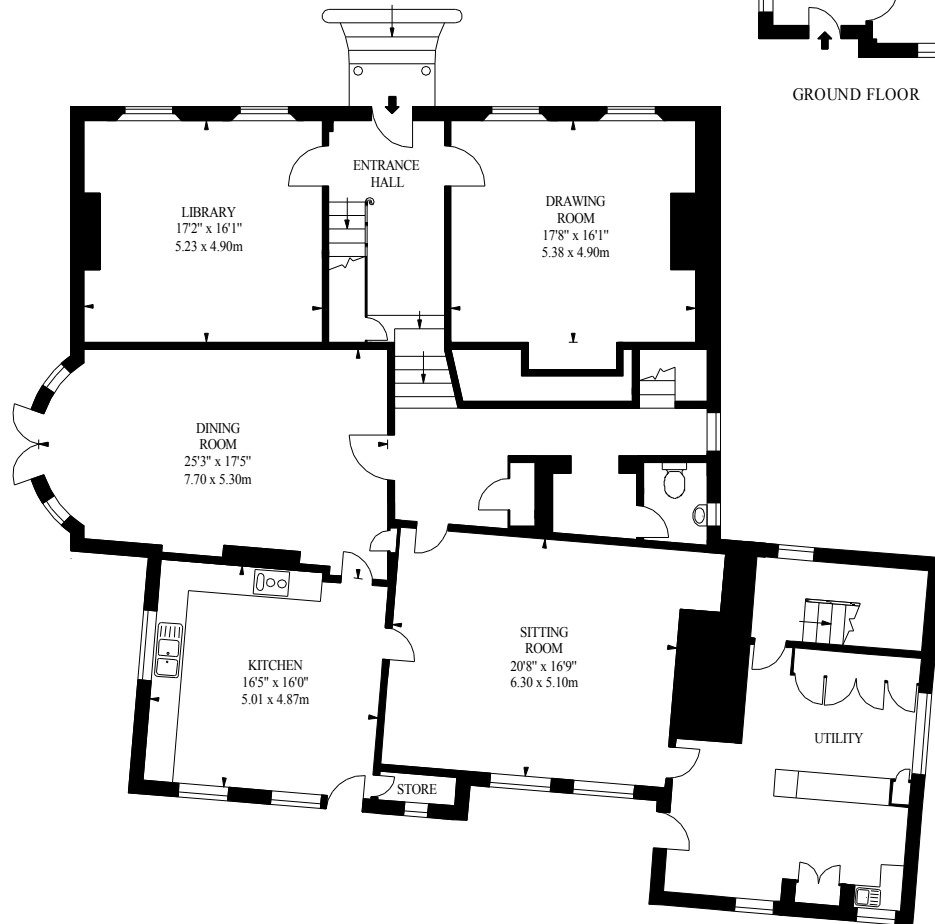 GROUND FLOOR
ENTRANCE
HALL
LIBRARY
17'2" x 16'1"
5.23 x 4.90m
DRAWING
ROOM
17'8" x 16'1"
5.38 x 4.90m
DINING
ROOM
25'3" x 17'5"
7.70 x 5.30m
SITTING
ROOM
20'8" x 16'9"
6.30 x 5.10m
KITCHEN
16'5" x 16'0"
5.01 x 4.87m
UTILITY
STORE